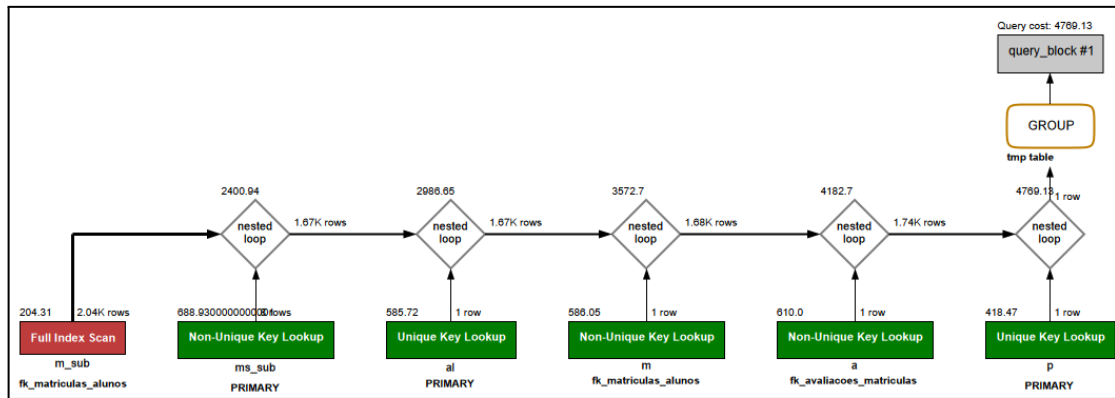 Query cost: 4769.13
query_block #1
GROUP
tmp table
2400.94
2986.65
3572.7
4182.7
4769.13
1 row
nested loop
1.67K rows
nested loop
1.67K rows
nested loop
1.68K rows
nested loop
1.74K rows
nested loop
204.31
2.04K rows
688.930000000000
rows
585.72
1 row
586.05
1 row
610.0
1 row
418.47
1 row
Full Index Scan
Non-Unique Key Lookup
Unique Key Lookup
Non-Unique Key Lookup
Non-Unique Key Lookup
Unique Key Lookup
m_sub
ms_sub
al
m
a
p
fk_matriculas_alunos
PRIMARY
PRIMARY
fk_matriculas_alunos
fk_avaliacoes_matriculas
PRIMARY